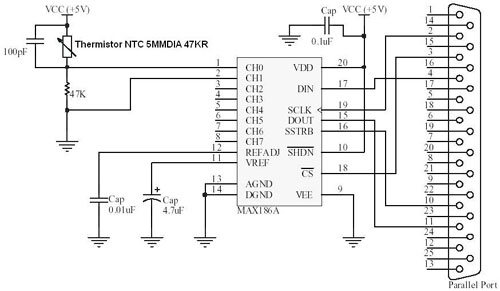 VCC (+5V)
100pF
Thermistor NTC 5MMDIA 47KR
47K
Cap
0.01uF
Cap
4.7uF
+
1
2
3
4
5
6
7
8
12
11
13
14
CH0
CH1
CH2
CH3
CH4
CH5
CH6
CH7
REFADJ
VREF
AGND
DGND
VDD
DIN
SCLK
DOUT
SSTRB
SHDN
CS
VEE
MAX186A
20
17
19
15
16
10
18
9
Cap
0.1uF
VCC (+5V)
1
14
2
15
3
16
4
17
5
18
6
19
7
20
8
21
9
22
10
23
11
24
12
25
13
Parallel Port